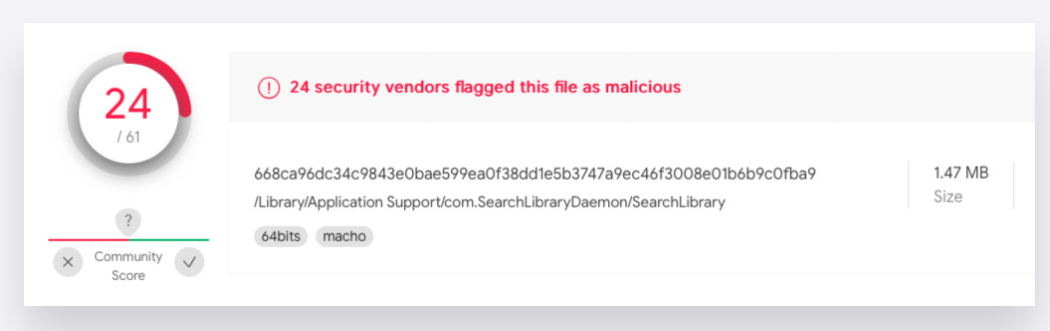 24
/ 61
?
Community
Score
24 security vendors flagged this file as malicious
668ca96dc34c9843e0bae599ea0f38dd1e5b3747a9ec46f3008e01b6b9c0fba9
/Library/Application Support/com.SearchLibraryDaemon/SearchLibrary
64bits macho
1.47 MB
Size